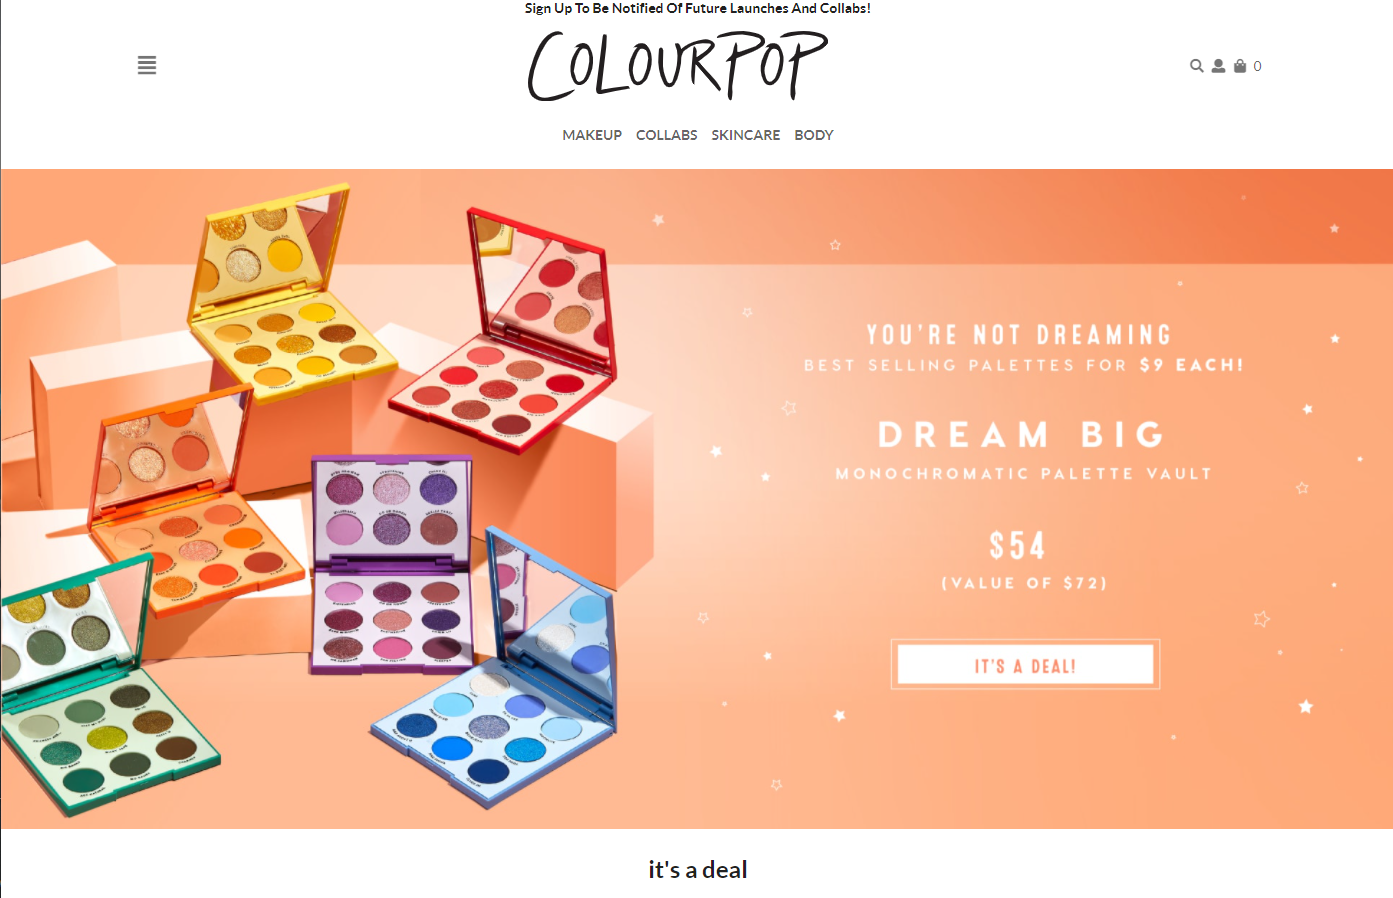 Sign Up To Be Notified Of Future Launches And Collabs!
COLOURPOP
0
MAKEUP COLLABS SKINCARE BODY
YOU'RE NOT DREAMING
BEST SELLING PALETTES FOR $9 EACH!
DREAM BIG
MONOCHROMATIC PALETTE VAULT
$54
(VALUE OF $72)
IT'S A DEAL!
it's a deal